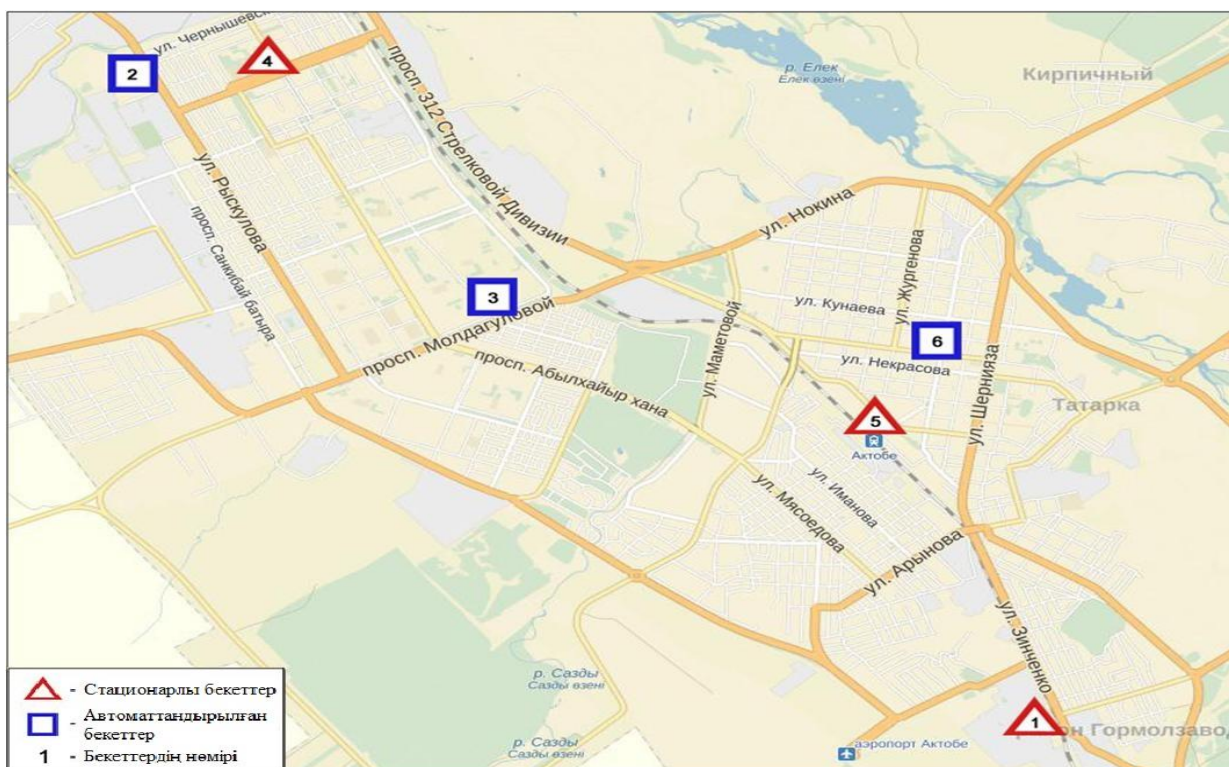 ул. Чернышевск
2
4
просп. 312 Стрелковой Дивизии
р. Елек
Елек өзені
Кирпичный
ул. Рыскулова
просп. Санкибай батыра
ул. Нокина
ул. Жургенова
3
просп. Молдагуловой
ул. Кунаева
ул. Маметовой
6
ул. Некрасова
просп. Абылхайыр хана
ул. Шернияза
Татарка
5
Актобе
ул. Иманова
ул. Мясоедова
ул. Арынова
ул. Зинченко
р. Сазды
Сазды өзені
1
он Гормолзавод
р. Сазды
Сазды өзені
аэропорт Актобе
- Стационарлы бекеттер
- Автоматтандырылған
бекеттер
1 - Бекеттердің нөмірі